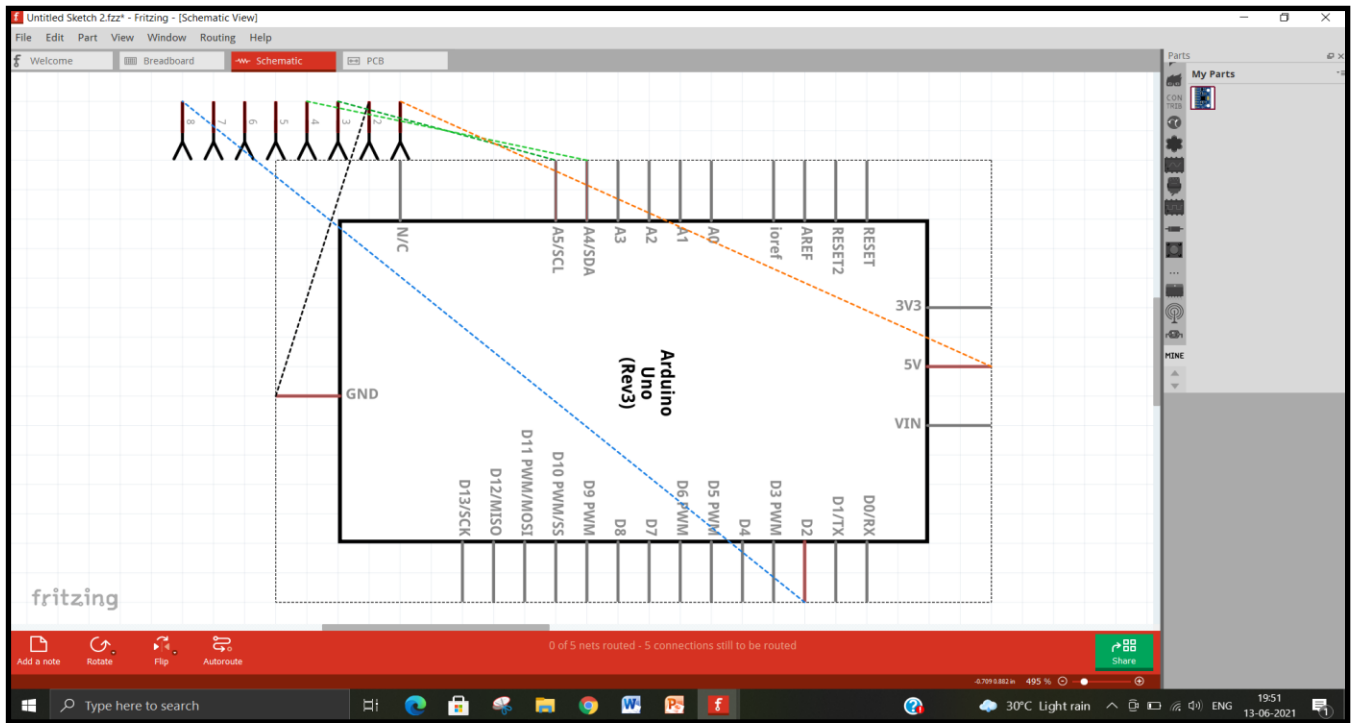 Untitled Sketch 2.fzz* - Fritzing - [Schematic View]
File Edit Part View Window Routing Help
f Welcome Breadboard Schematic PCB
Parts
My Parts
CON
TRIB
MINE
8 7 6 5 4 3 2
N/C A5/SCL A4/SDA A3 A2 A1 A0 ioref AREF RESET2 RESET
3V3
5V
VIN
GND
Arduino
Uno
(Rev3)
D13/SCK D12/MISO D11 PWM/MOSI D10 PWM/SS D9 PWM D8 D7 D6 PWM D5 PWM D4 D3 PWM D2 D1/TX D0/RX
fritzing
Add a note Rotate Flip Autoroute
0 of 5 nets routed - 5 connections still to be routed
Share
495 %
Type here to search
30°C Light rain ENG
19:51
13-06-2021